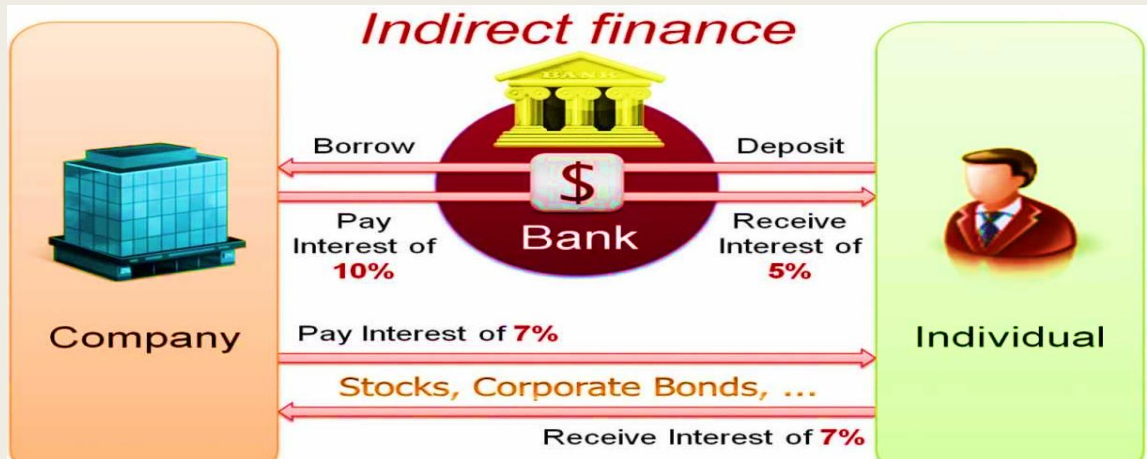 Indirect finance
BANK
Borrow
Deposit
$
Bank
Pay
Interest of
10%
Receive
Interest of
5%
Company
Individual
Pay Interest of 7%
Stocks, Corporate Bonds, ...
Receive Interest of 7%